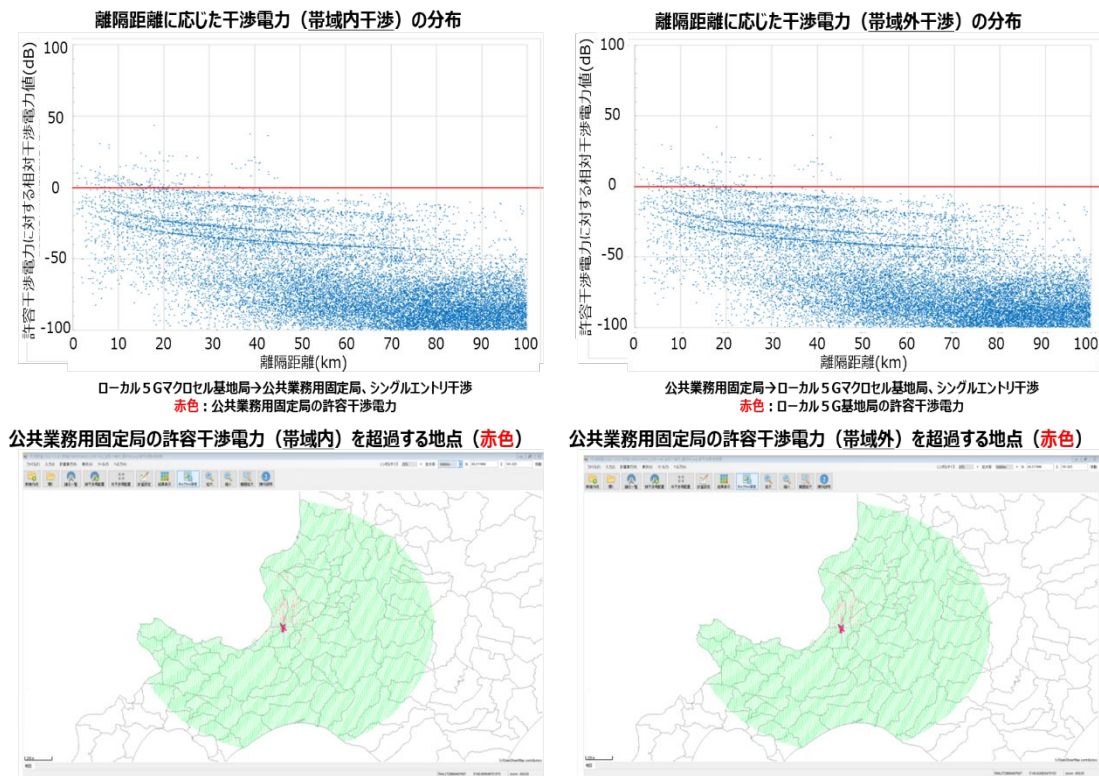 離隔距離に応じた干渉電力（帯域内干渉）の分布
許容干渉電力に対する相対干渉電力値(dB)
100
50
0
-50
-100
0 10 20 30 40 50 60 70 80 90 100
離隔距離(km)
ローカル５Gマクロセル基地局→公共業務用固定局、シングルエントリ干渉
赤色：公共業務用固定局の許容干渉電力
離隔距離に応じた干渉電力（帯域外干渉）の分布
許容干渉電力に対する相対干渉電力値(dB)
100
50
0
-50
-100
0 10 20 30 40 50 60 70 80 90 100
離隔距離(km)
公共業務用固定局→ローカル５Gマクロセル基地局、シングルエントリ干渉
赤色：ローカル５G基地局の許容干渉電力
公共業務用固定局の許容干渉電力（帯域内）を超過する地点（赤色）
公共業務用固定局の許容干渉電力（帯域外）を超過する地点（赤色）